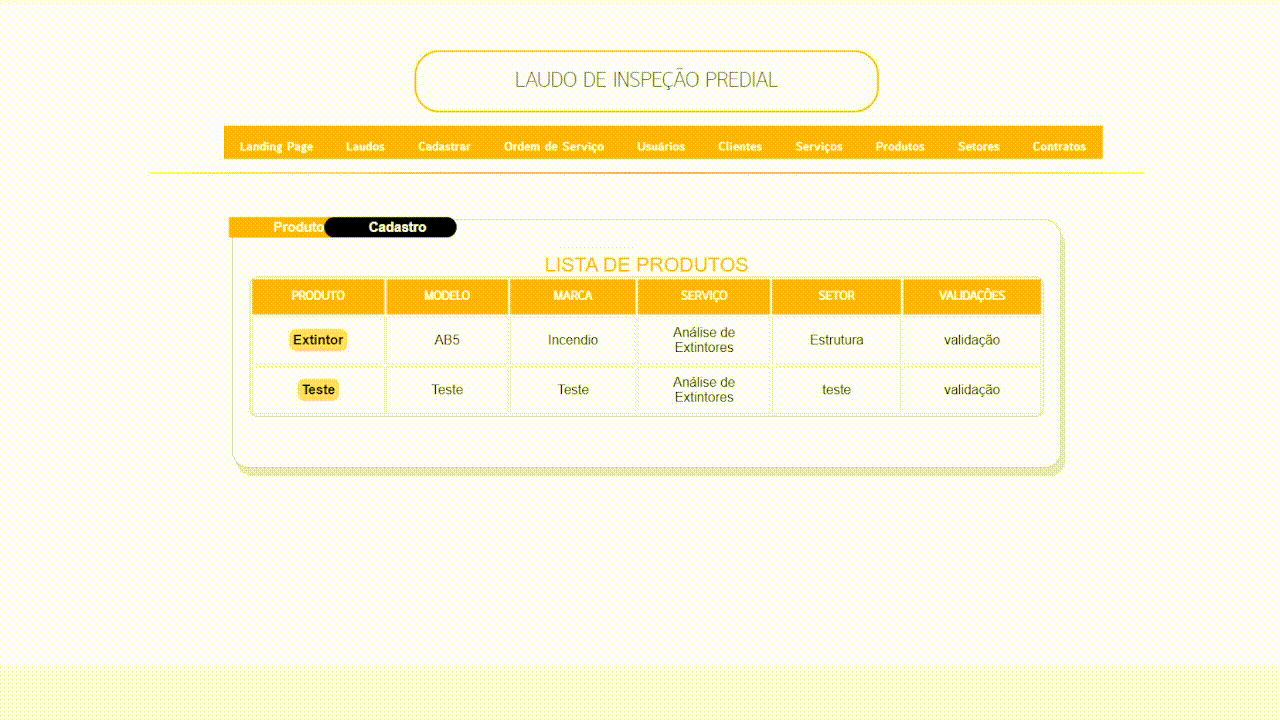 LAUDO DE INSPEÇÃO PREDIAL
Landing Page Laudos Cadastrar Ordem de Serviço Usuários Clientes Serviços Produtos Setores Contratos
Produto Cadastro
LISTA DE PRODUTOS
PRODUTO MODELO MARCA SERVIÇO SETOR VALIDAÇÕES
Extintor AB5 Incendio Análise de Extintores Estrutura validação
Teste Teste Teste Análise de Extintores teste validação